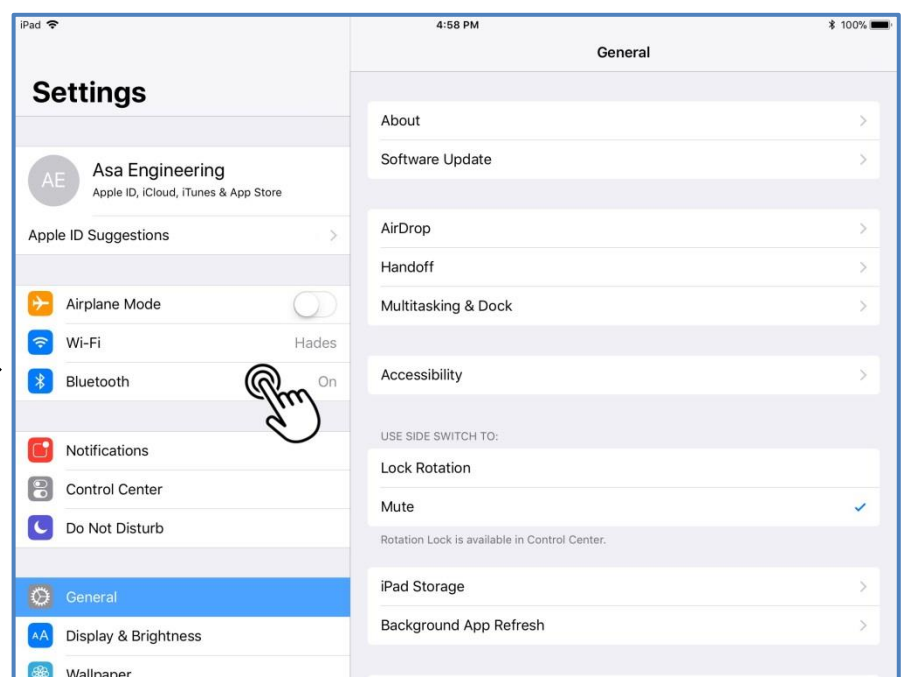 iPad
4:58 PM
100%
Settings
AE
Asa Engineering
Apple ID, iCloud, iTunes & App Store
Apple ID Suggestions
Airplane Mode
Wi-Fi Hades
Bluetooth On
Notifications
Control Center
Do Not Disturb
General
AA Display & Brightness
Wallpaper
General
About
Software Update
AirDrop
Handoff
Multitasking & Dock
Accessibility
USE SIDE SWITCH TO:
Lock Rotation
Mute
Rotation Lock is available in Control Center.
iPad Storage
Background App Refresh